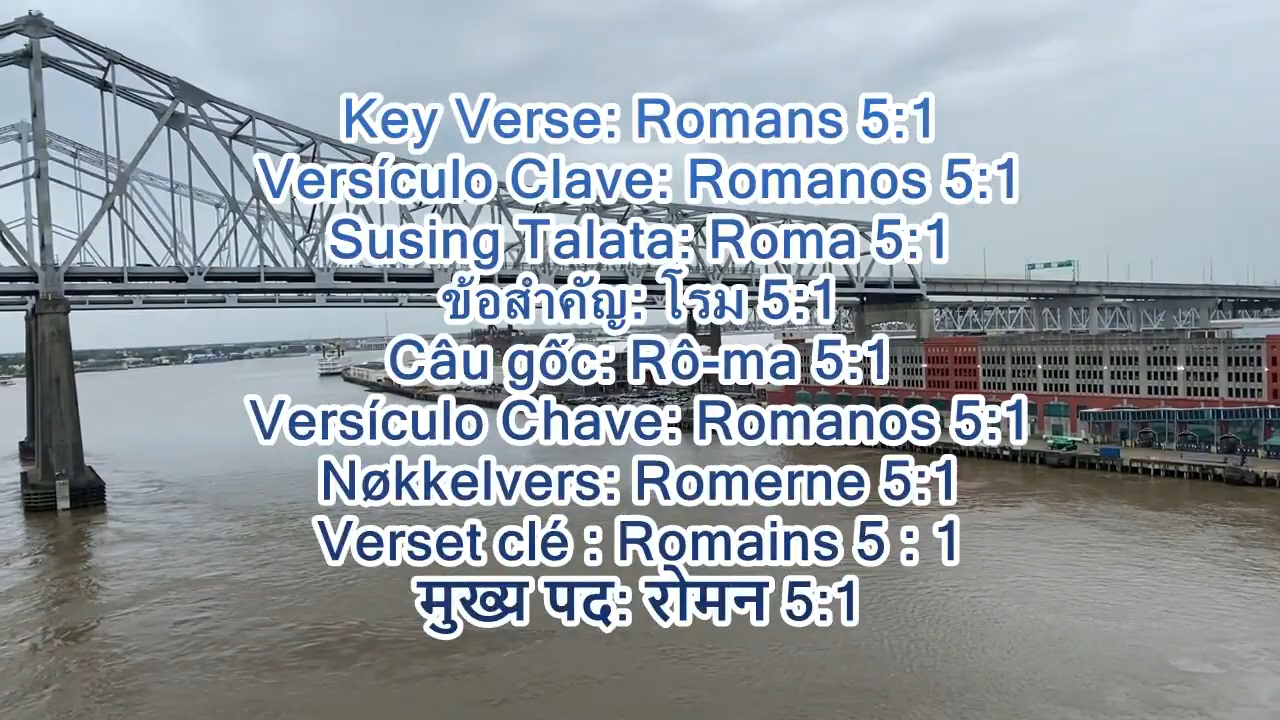 Key Verse: Romans 5:1
Versículo Clave: Romanos 5:1
Susing Talata: Roma 5:1
ข้อสำคัญ: โรม 5:1
Câu gốc: Rô-ma 5:1
Versículo Chave: Romanos 5:1
Nøkkelvers: Romerne 5:1
Verset clé : Romains 5 : 1
मुख्य पद: रोमन 5:1